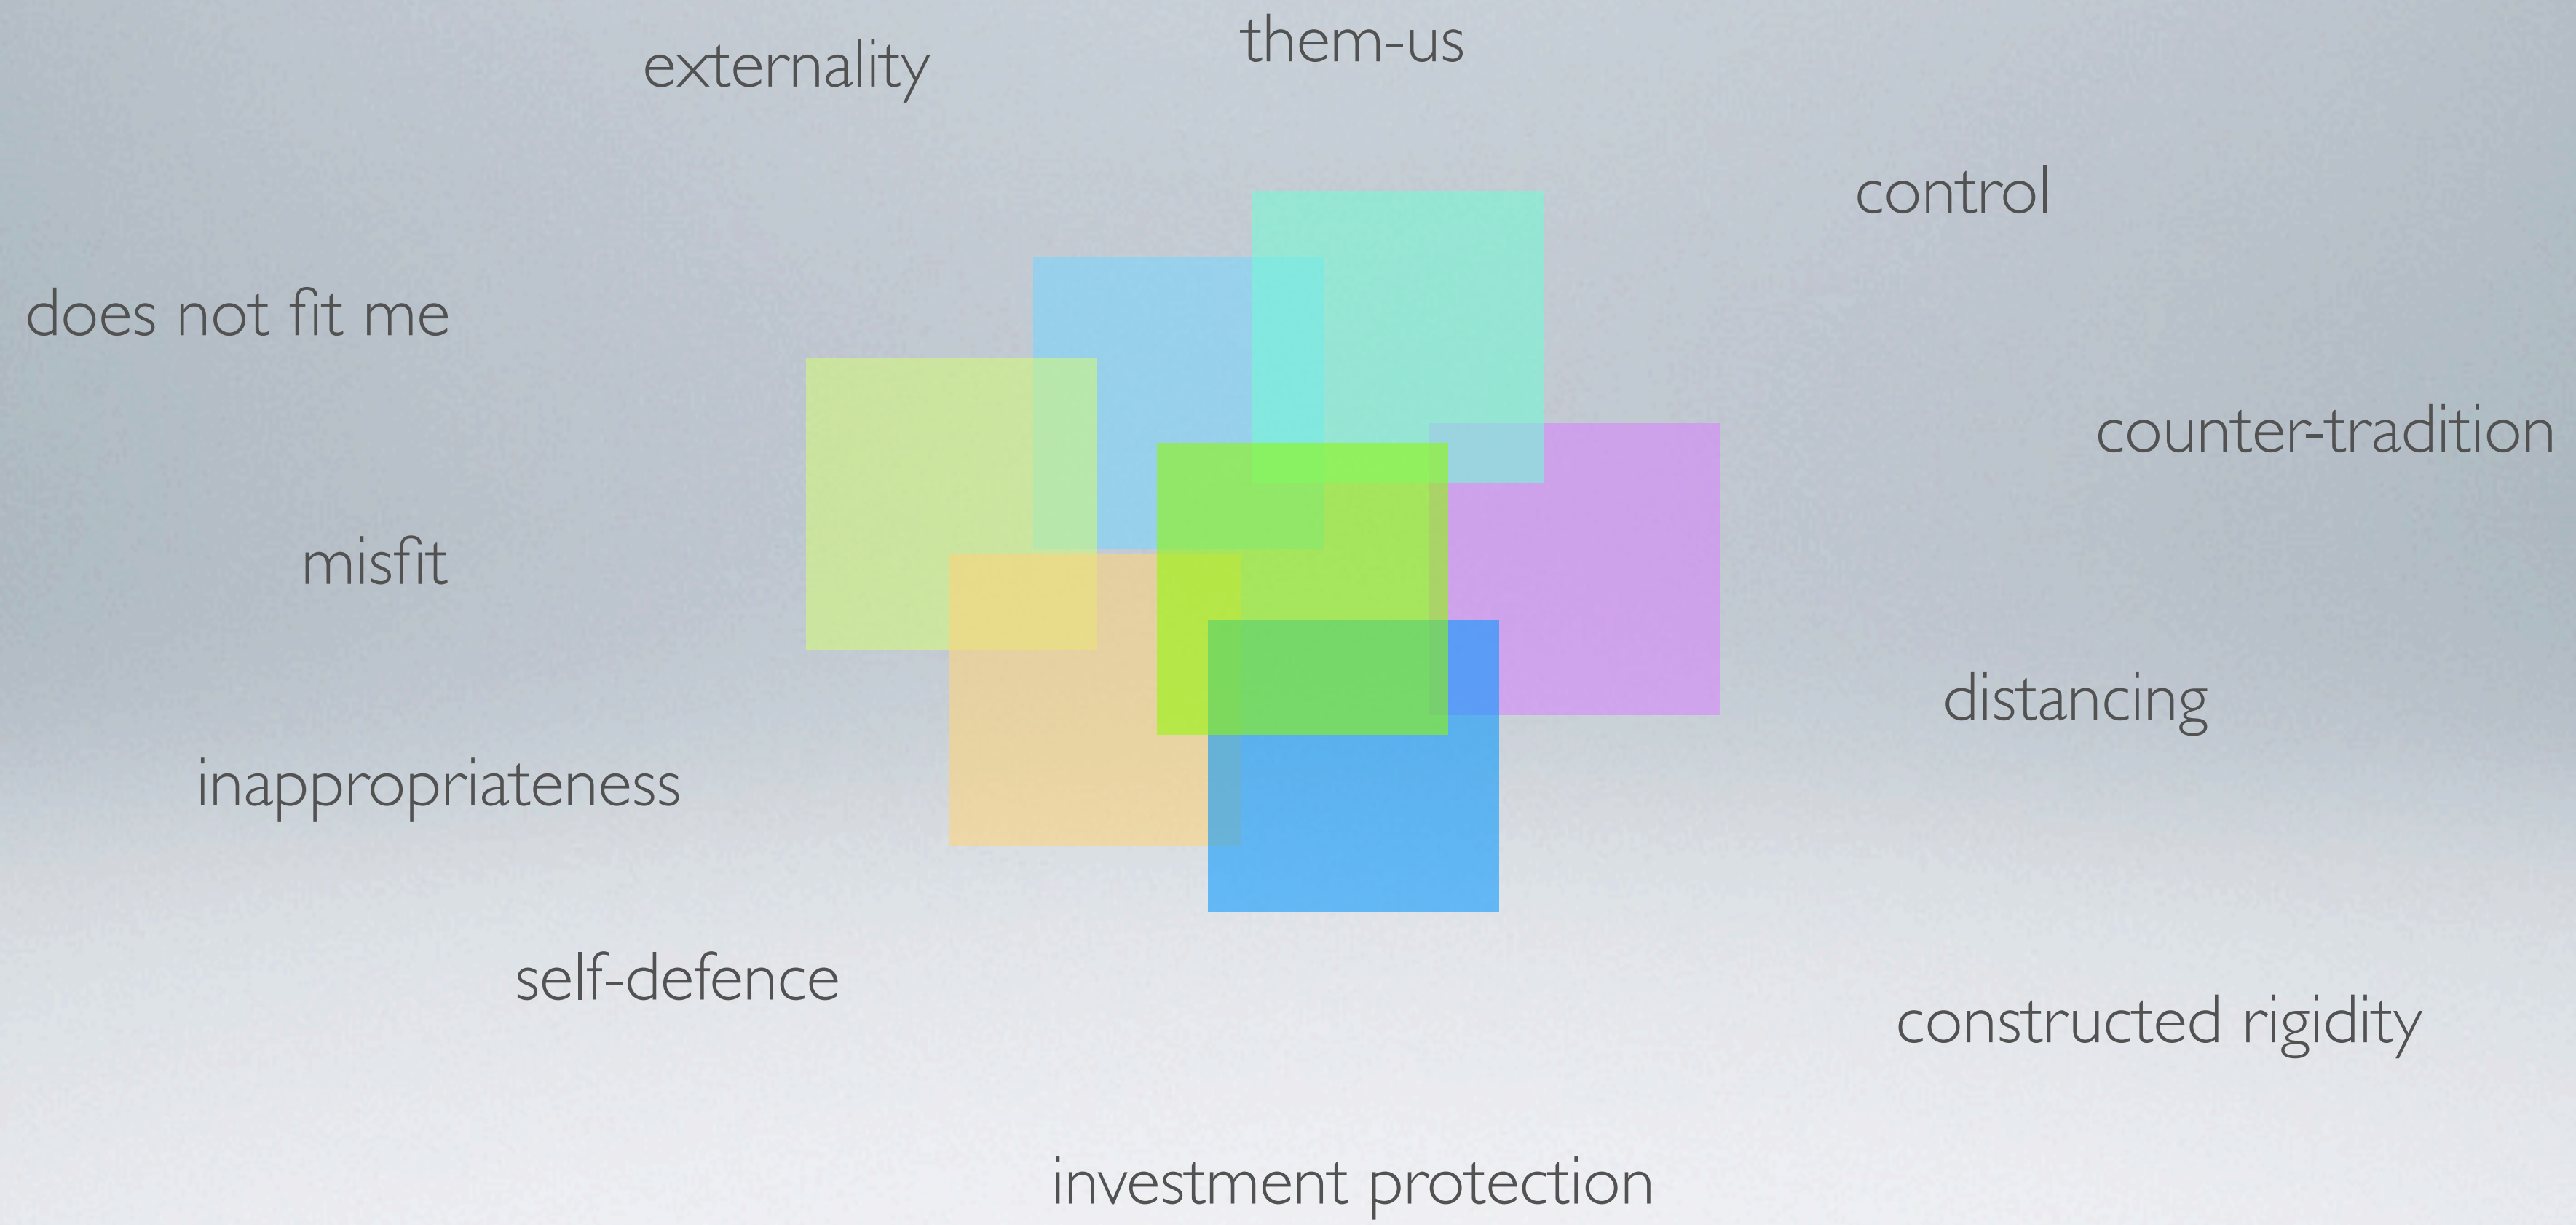 them-us
externality
control
does not fit me
counter-tradition
misfit
distancing
inappropriateness
self-defence
constructed rigidity
investment protection